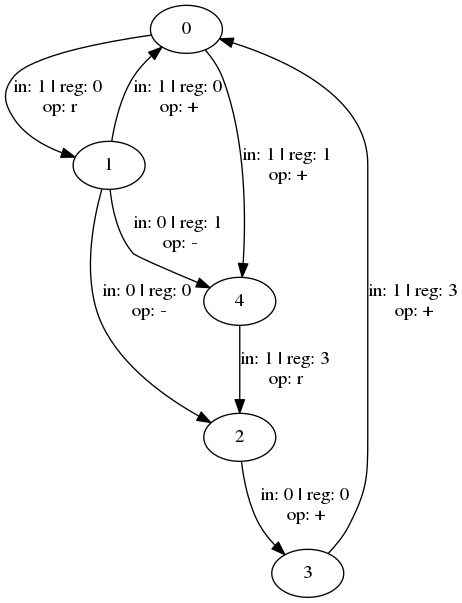 0
in: 1 | reg: 0
op: r
in: 1 | reg: 0
op: +
in: 1 | reg: 1
op: +
1
in: 0 | reg: 1
op: -
in: 0 | reg: 0
op: -
4
in: 1 | reg: 3
op: +
in: 1 | reg: 3
op: r
2
in: 0 | reg: 0
op: +
3